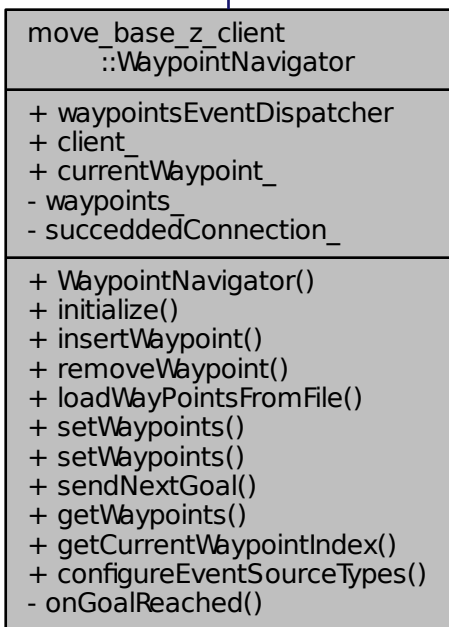 move_base_z_client
::WaypointNavigator
+ waypointsEventDispatcher
+ client_
+ currentWaypoint_
- waypoints_
- succeddedConnection_
+ WaypointNavigator()
+ initialize()
+ insertWaypoint()
+ removeWaypoint()
+ loadWayPointsFromFile()
+ setWaypoints()
+ setWaypoints()
+ sendNextGoal()
+ getWaypoints()
+ getCurrentWaypointIndex()
+ configureEventSourceTypes()
- onGoalReached()